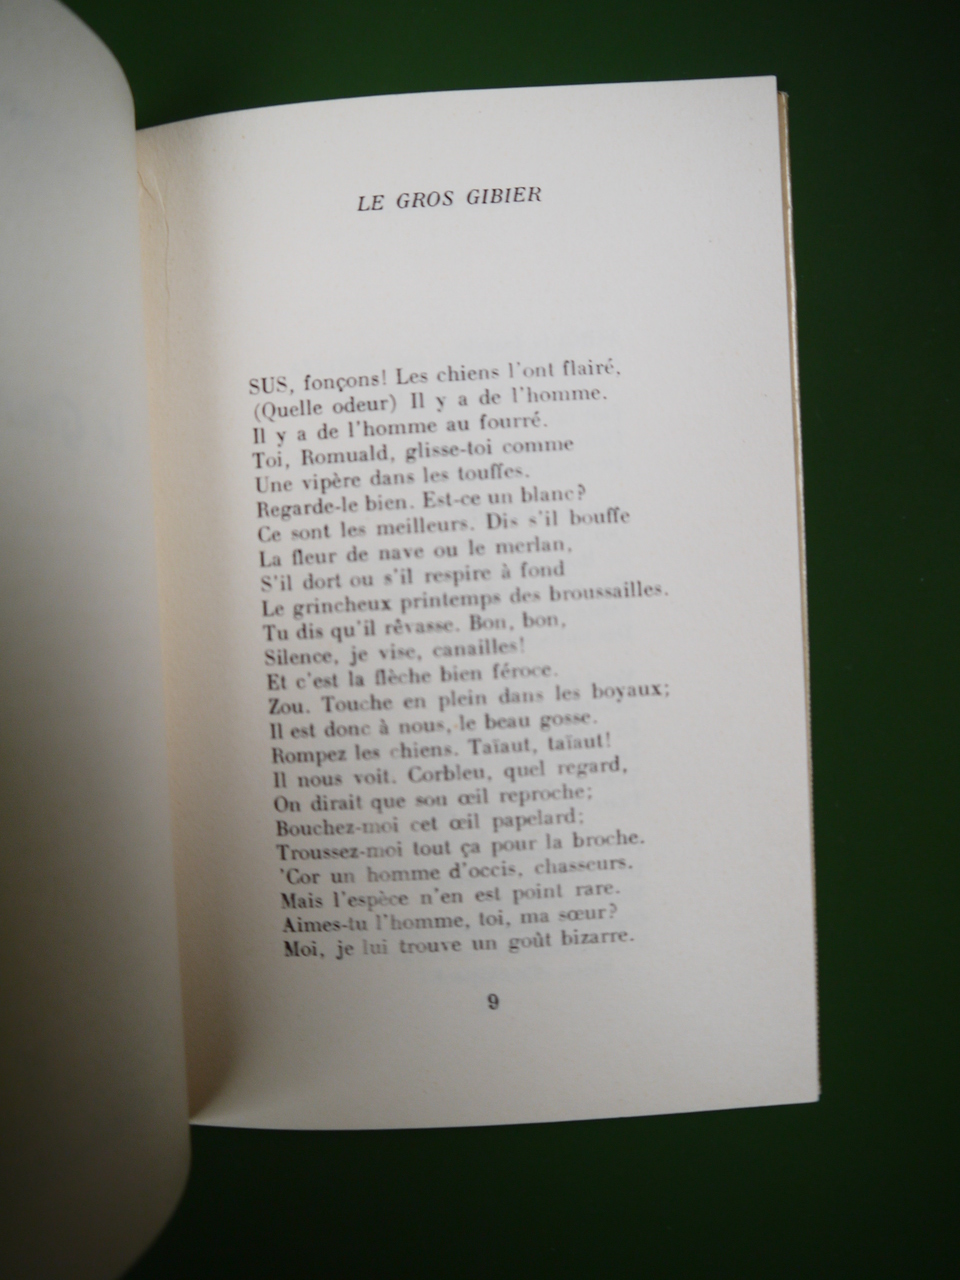 LE GROS GIBIER
SUS, fonçons! Les chiens l'ont flairé.
(Quelle odeur) Il y a de l'homme.
Il y a de l'homme au fourré.
Toi, Romuald, glisse-toi comme
Une vipère dans les touffes.
Regarde-le bien. Est-ce un blanc?
Ce sont les meilleurs. Dis s'il bouffe
La fleur de nave ou le merlan,
S'il dort ou s'il respire à fond
Le grincheux printemps des broussailles.
Tu dis qu'il rêvasse. Bon, bon,
Silence, je vise, canailles!
Et c'est la flèche bien féroce.
Zou. Touche en plein dans les boyaux;
Il est donc à nous, le beau gosse.
Rompez les chiens. Taïaut, taïaut!
Il nous voit. Corbleu, quel regard,
On dirait que son œil reproche;
Bouchez-moi cet œil papelard;
Troussez-moi tout ça pour la broche.
'Cor un homme d'occis, chasseurs.
Mais l'espèce n'en est point rare.
Aimes-tu l'homme, toi, ma sœur?
Moi, je lui trouve un goût bizarre.
9